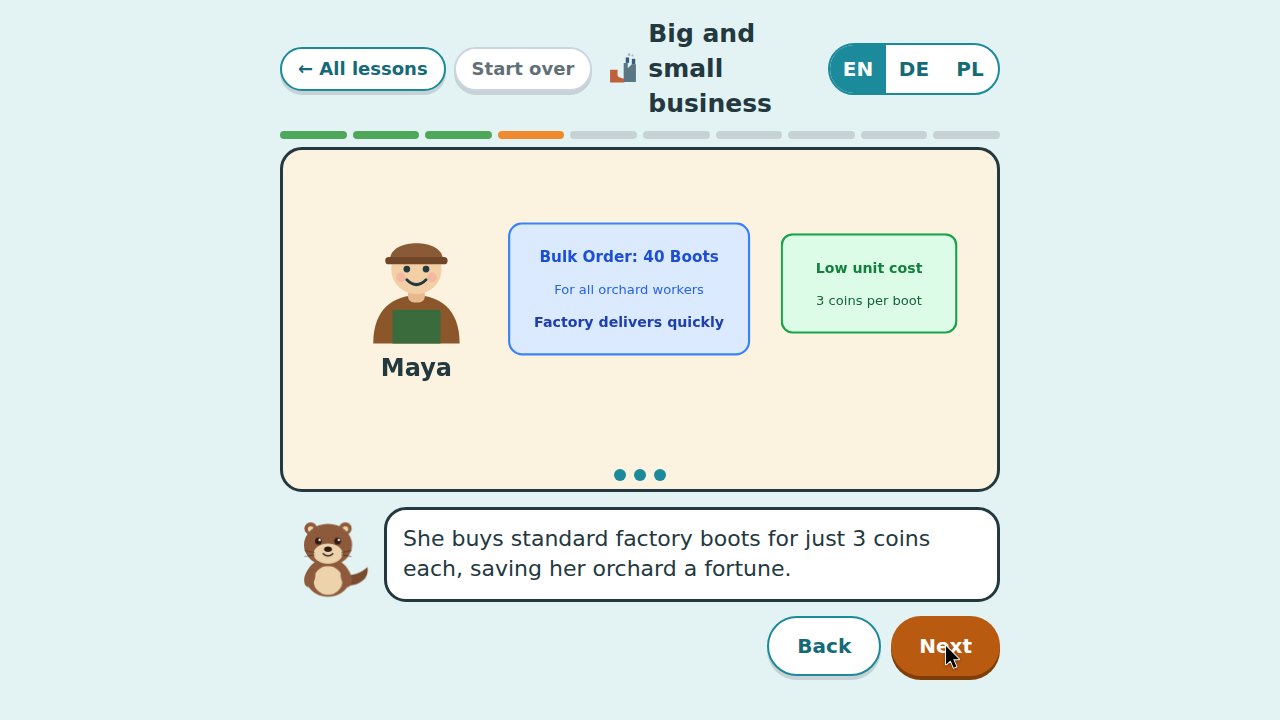 ← All lessons
Start over
Big and
small
business
EN
DE
PL
Bulk Order: 40 Boots
For all orchard workers
Factory delivers quickly
Low unit cost
3 coins per boot
Maya
She buys standard factory boots for just 3 coins
each, saving her orchard a fortune.
Back
Next